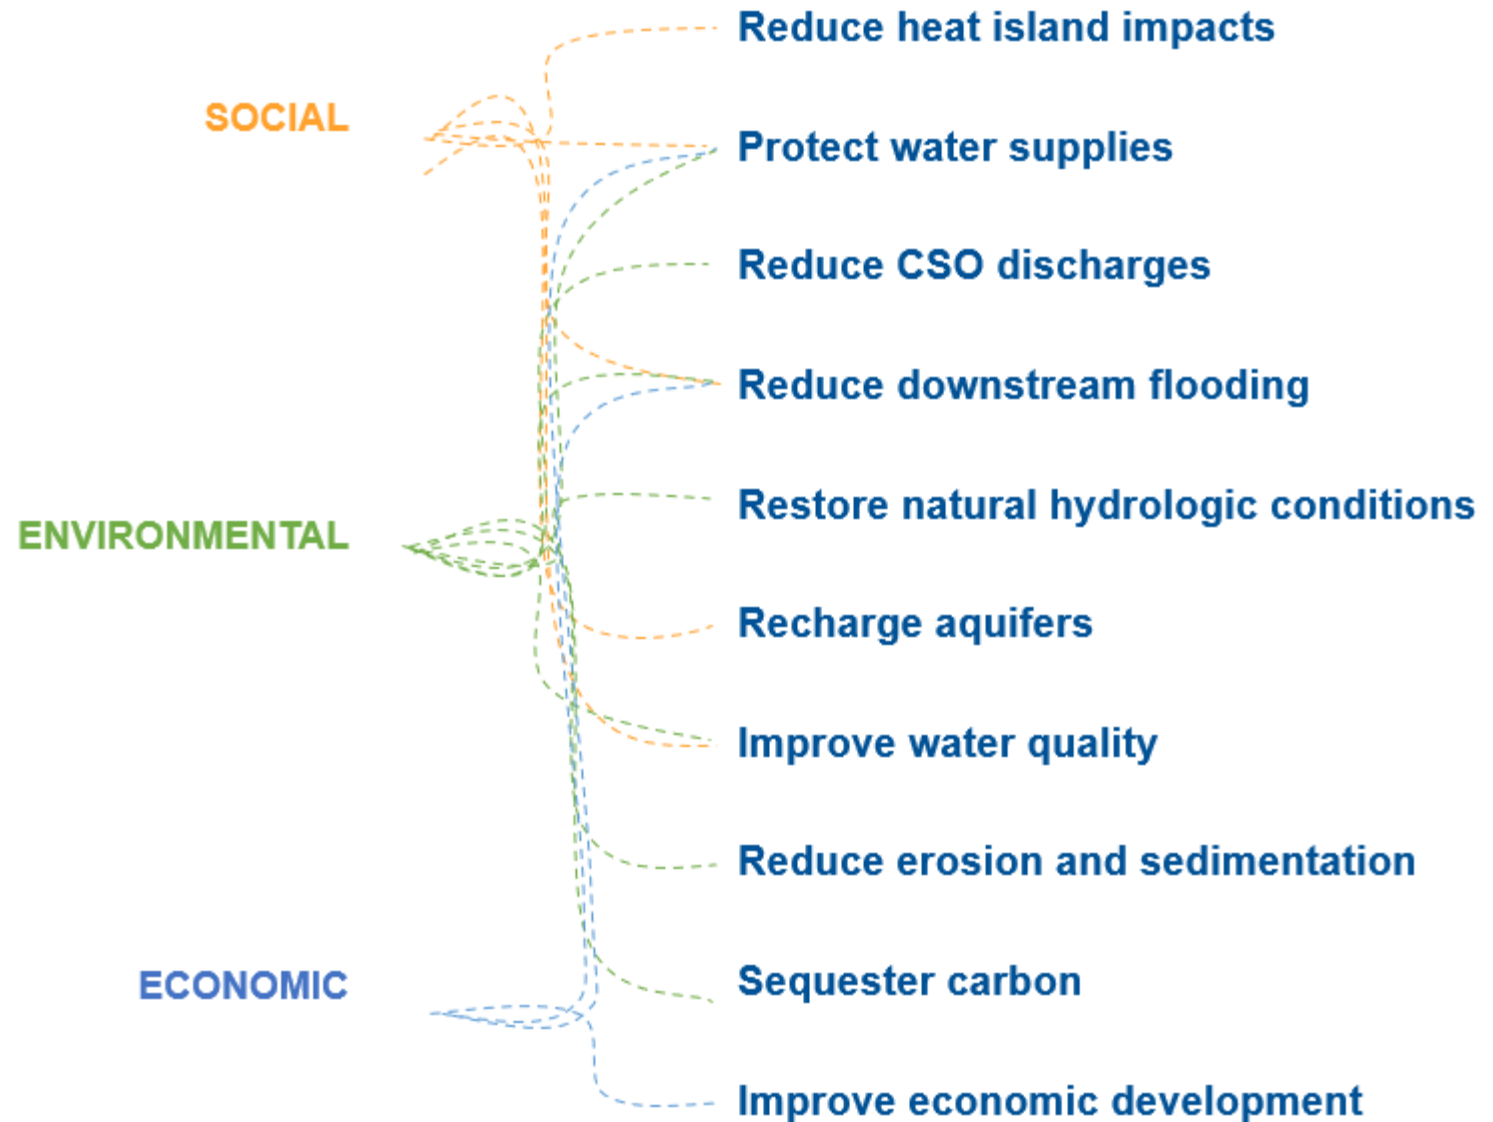 SOCIAL
ENVIRONMENTAL
ECONOMIC
Reduce heat island impacts
Protect water supplies
Reduce CSO discharges
Reduce downstream flooding
Restore natural hydrologic conditions
Recharge aquifers
Improve water quality
Reduce erosion and sedimentation
Sequester carbon
Improve economic development